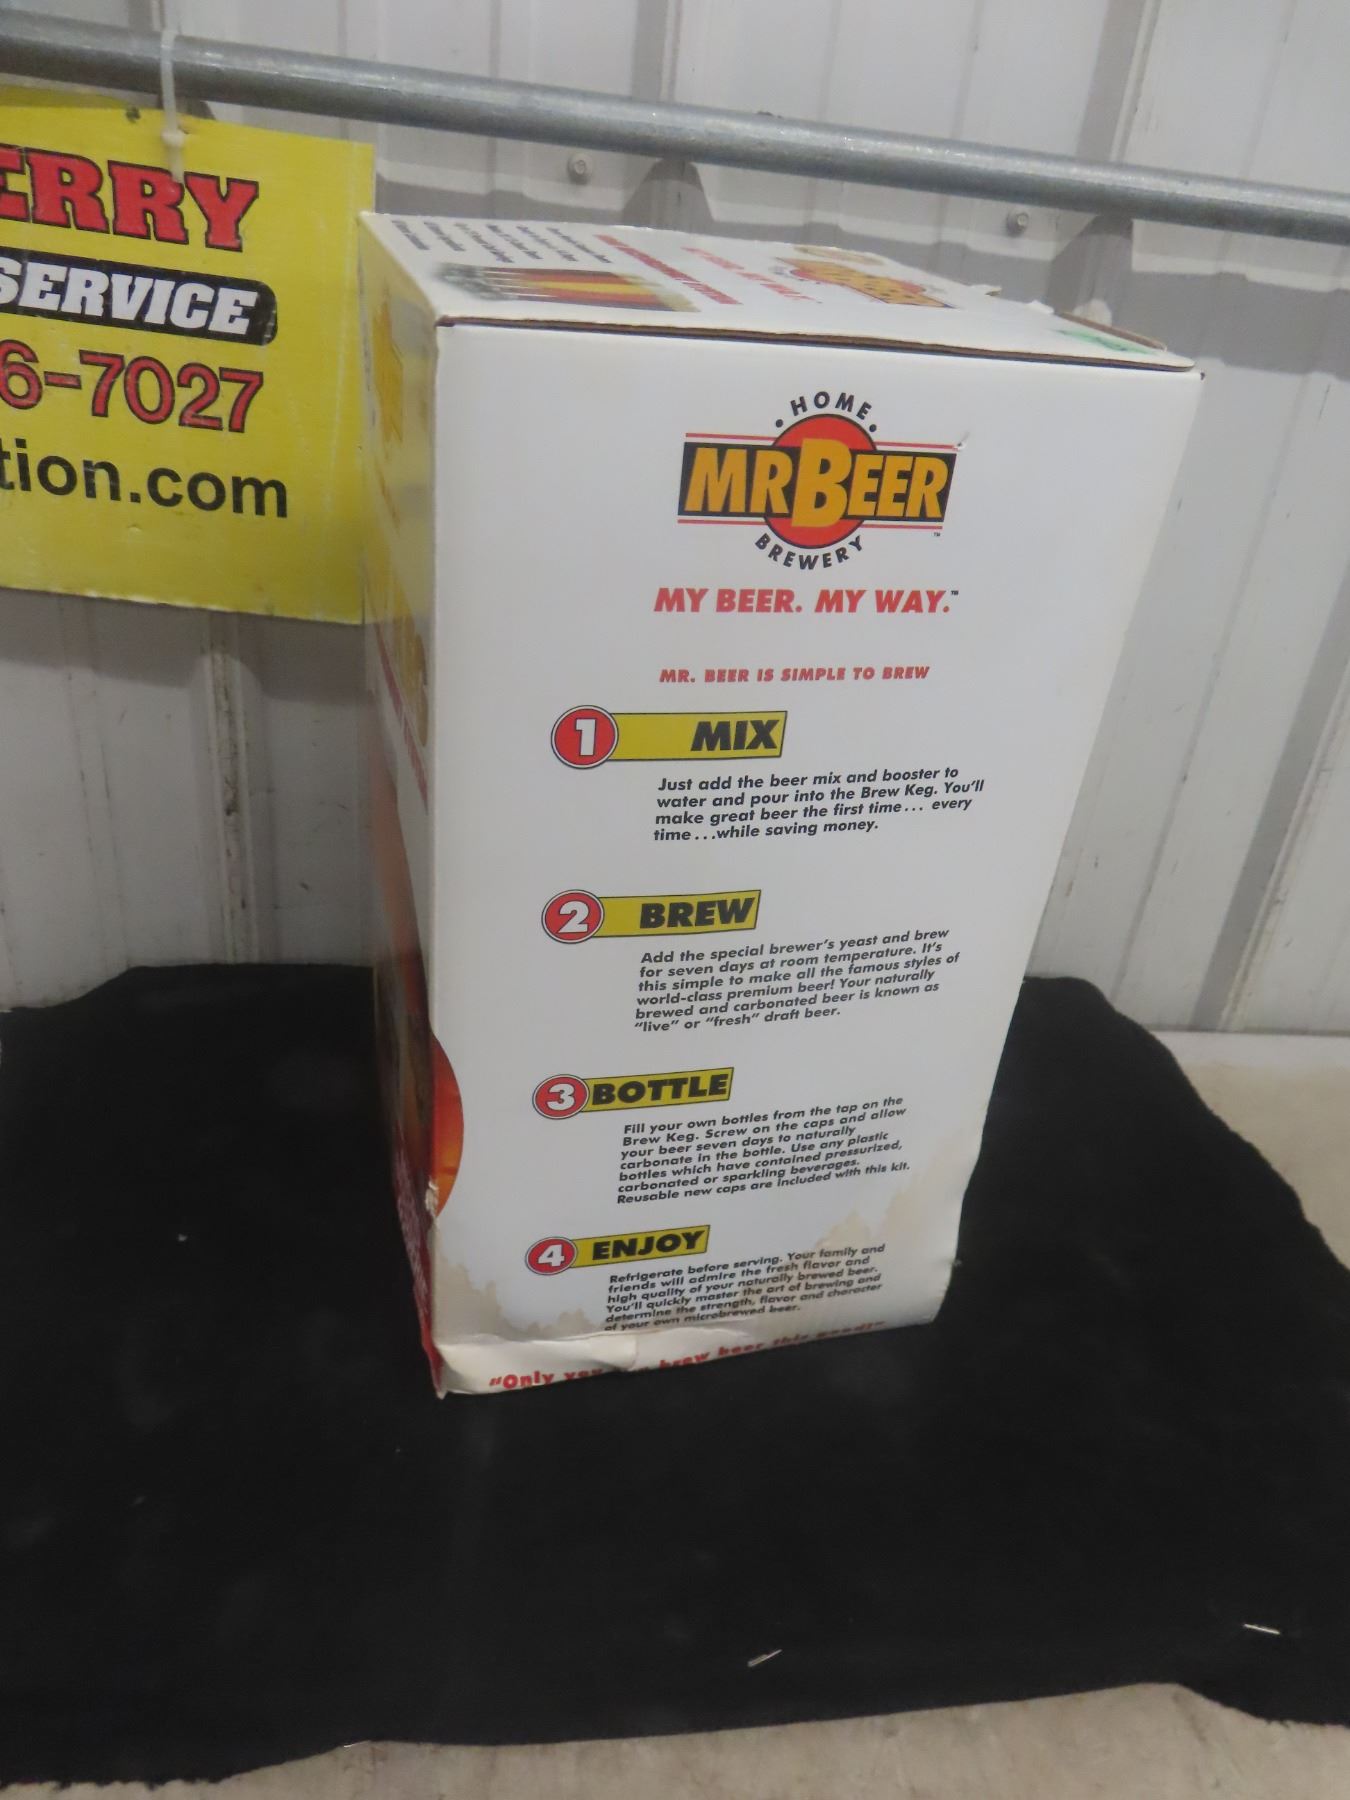 ERRY
SERVICE
6-7027
tion.com
HOME
MRBEER
BREWERY
MY BEER. MY WAY.™
MR. BEER IS SIMPLE TO BREW
1 MIX
Just add the beer mix and booster to
water and pour into the Brew Keg. You'll
make great beer the first time... every
time...while saving money.
2 BREW
Add the special brewer's yeast and brew
for seven days at room temperature. It's
this simple to make all the famous styles of
world-class premium beer! Your naturally
brewed and carbonated beer is known as
"live" or "fresh" draft beer.
3 BOTTLE
Fill your own bottles from the tap on the
Brew Keg. Screw on the caps and allow
your beer seven days to naturally
carbonate in the bottle. Use any plastic
bottles which have contained pressurized,
carbonated or sparkling beverages.
Reusable new caps are included with this kit.
4 ENJOY
Refrigerate before serving. Your family and
friends will admire the fresh flavor and
high quality of your naturally brewed beer.
You'll quickly master the art of brewing and
determine the strength, flavor and character
of your own microbrewed beer.
"Only you brew beer this